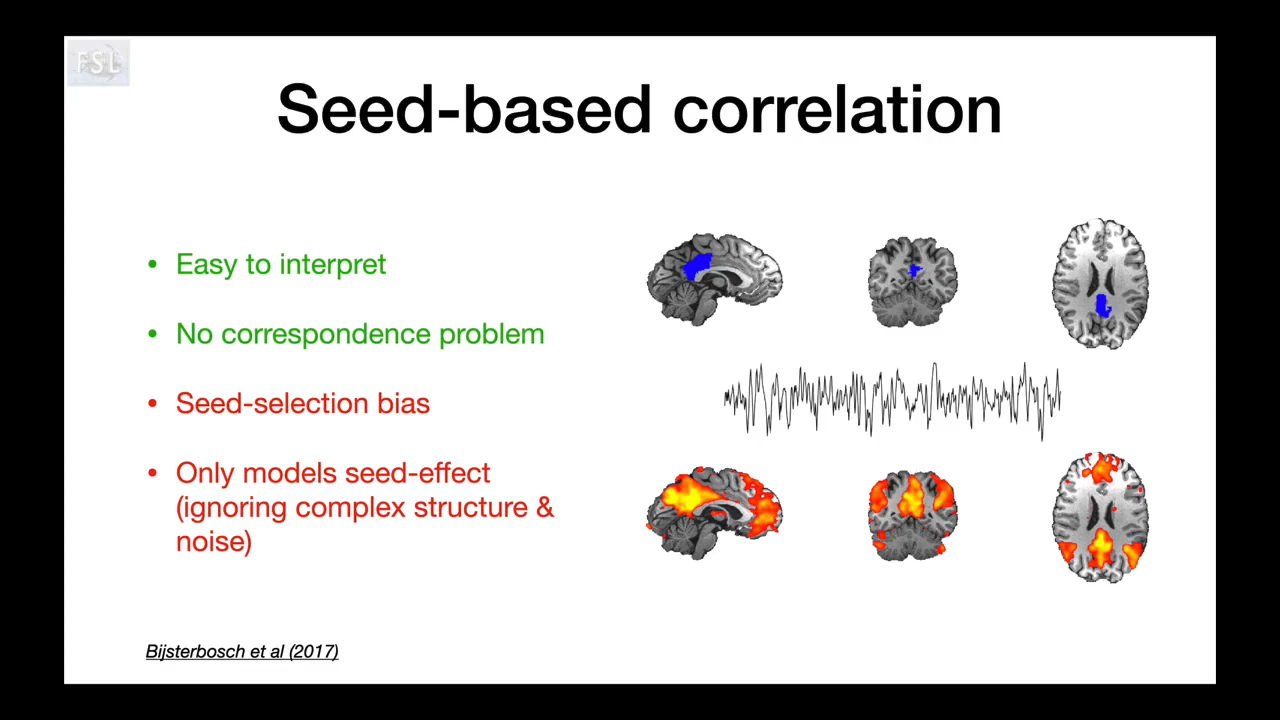 FSL
Seed-based correlation
• Easy to interpret
• No correspondence problem
• Seed-selection bias
• Only models seed-effect
(ignoring complex structure &
noise)
Bijsterbosch et al (2017)